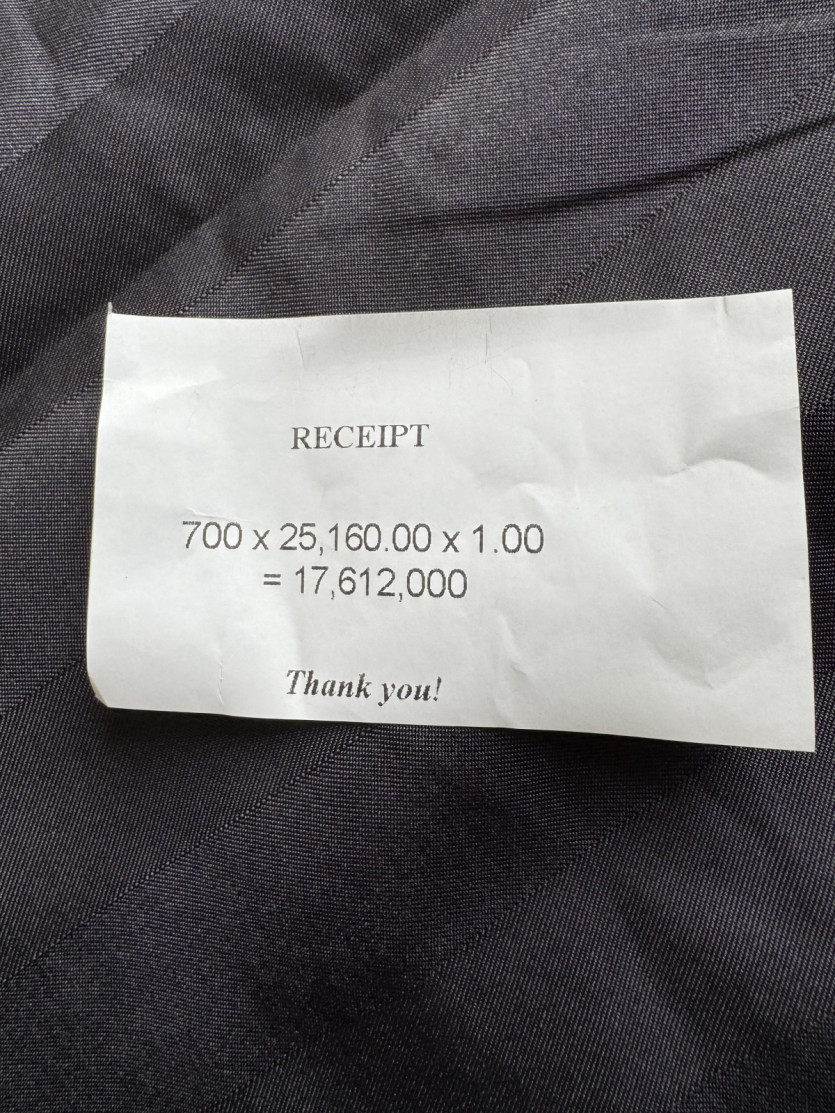 RECEIPT
700 x 25,160.00 x 1.00
= 17,612,000
Thank you!